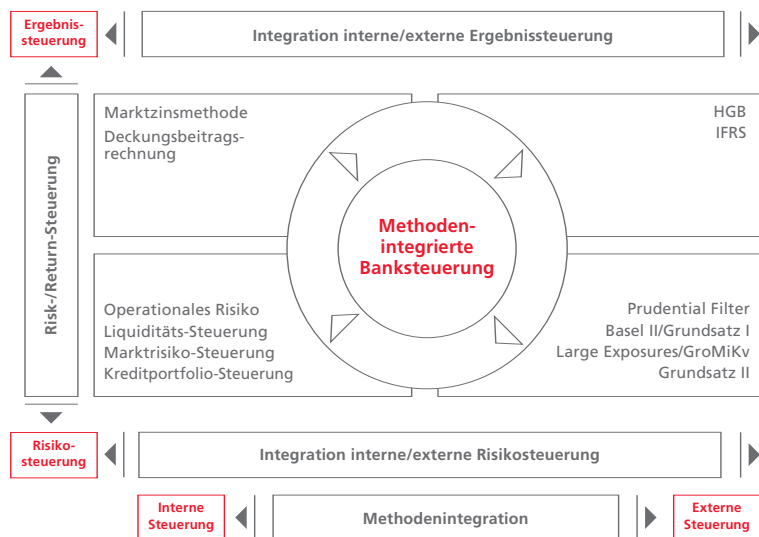 Ergebnis-
steuerung
Integration interne/externe Ergebnissteuerung
Marktzinsmethode
Deckungsbeitrags-
rechnung
HGB
IFRS
Risk-/Return-Steuerung
Methoden-
integrierte
Banksteuerung
Operationales Risiko
Liquiditäts-Steuerung
Marktrisiko-Steuerung
Kreditportfolio-Steuerung
Prudential Filter
Basel II/Grundsatz I
Large Exposures/GroMiKv
Grundsatz II
Risiko-
steuerung
Integration interne/externe Risikosteuerung
Interne
Steuerung
Methodenintegration
Externe
Steuerung